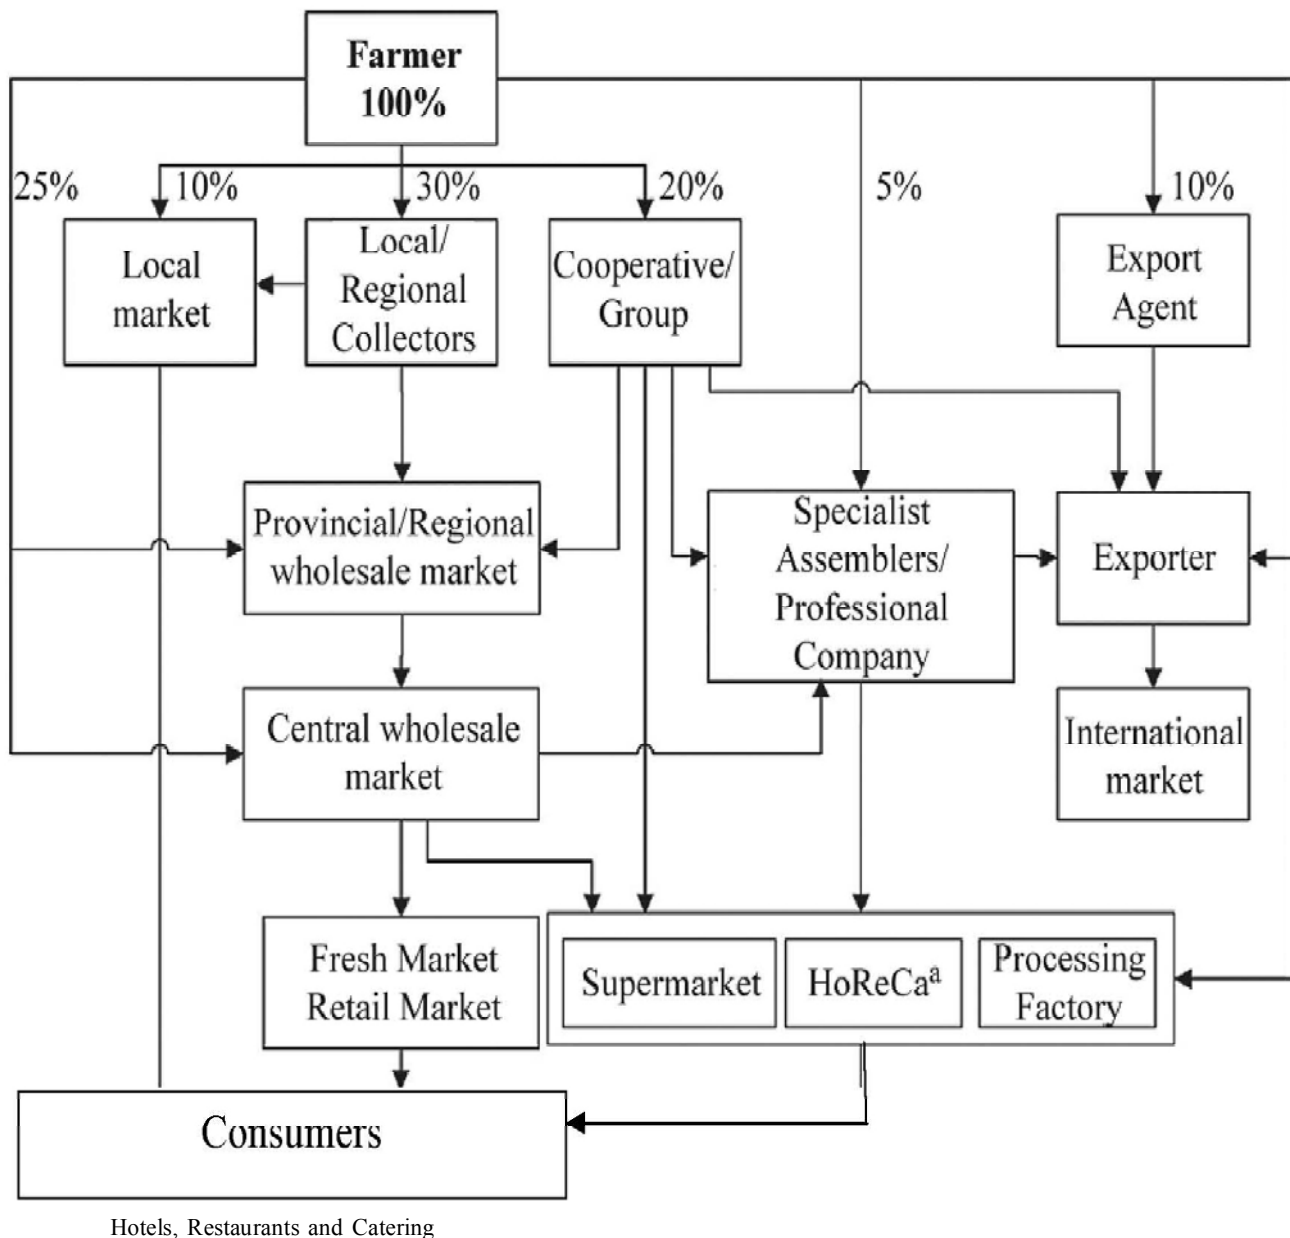 Farmer
100%
25%
10%
30%
20%
5%
10%
Local
market
Local/
Regional
Collectors
Cooperative/
Group
Export
Agent
Provincial/Regional
wholesale market
Specialist
Assemblers/
Professional
Company
Exporter
Central wholesale
market
International
market
Fresh Market
Retail Market
Supermarket
HoReCaª
Processing
Factory
Consumers
Hotels, Restaurants and Catering